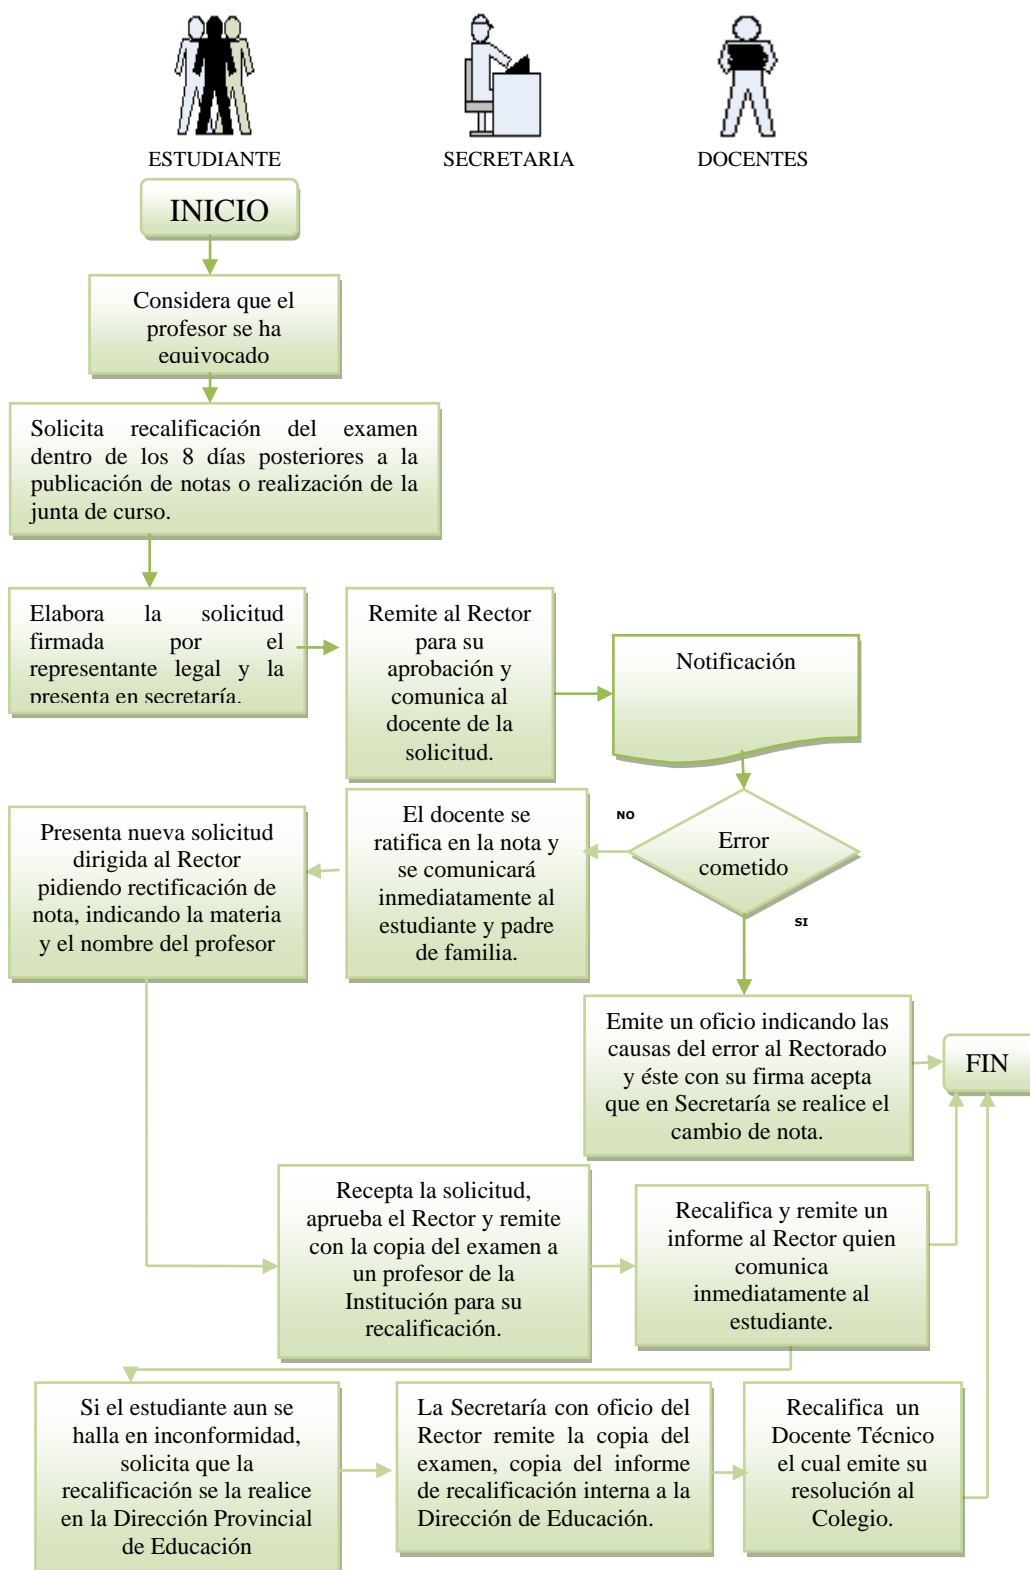 ESTUDIANTE
SECRETARIA
DOCENTES
INICIO
Considera que el
profesor se ha
equivocado
Solicita recalificación del examen
dentro de los 8 días posteriores a la
publicación de notas o realización de la
junta de curso.
Elabora la solicitud
firmada por el
representante legal y la
presenta en secretaría.
Remite al Rector
para su
aprobación y
comunica al
docente de la
solicitud.
Notificación
Error
cometido
NO
SI
El docente se
ratifica en la nota y
se comunicará
inmediatamente al
estudiante y padre
de familia.
Presenta nueva solicitud
dirigida al Rector
pidiendo rectificación de
nota, indicando la materia
y el nombre del profesor
Emite un oficio indicando las
causas del error al Rectorado
y éste con su firma acepta
que en Secretaría se realice el
cambio de nota.
FIN
Recepta la solicitud,
aprueba el Rector y remite
con la copia del examen a
un profesor de la
Institución para su
recalificación.
Recalifica y remite un
informe al Rector quien
comunica
inmediatamente al
estudiante.
Si el estudiante aun se
halla en inconformidad,
solicita que la
recalificación se la realice
en la Dirección Provincial
de Educación
La Secretaría con oficio del
Rector remite la copia del
examen, copia del informe
de recalificación interna a la
Dirección de Educación.
Recalifica un
Docente Técnico
el cual emite su
resolución al
Colegio.